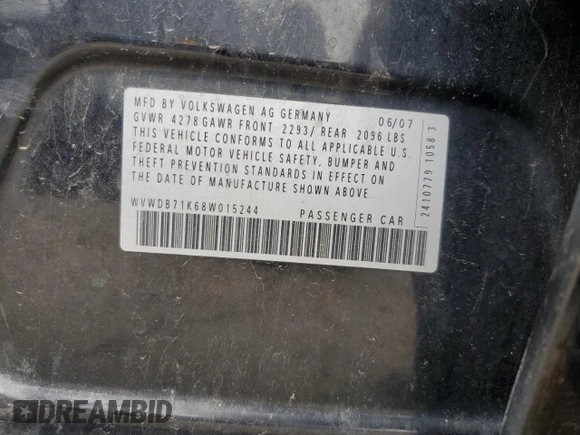 MFD BY VOLKSWAGEN AG GERMANY 06/07
GVWR 4278 GAWR FRONT 2293/ REAR 2096 LBS
THIS VEHICLE CONFORMS TO ALL APPLICABLE U.S
FEDERAL MOTOR VEHICLE SAFETY, BUMPER AND
THEFT PREVENTION STANDARDS IN EFFECT ON
THE DATE OF MANUFACTURE SHOWN ABOVE.
WVWDB71K68W015244 PASSENGER CAR
2410779 1058 3
DREAMBID